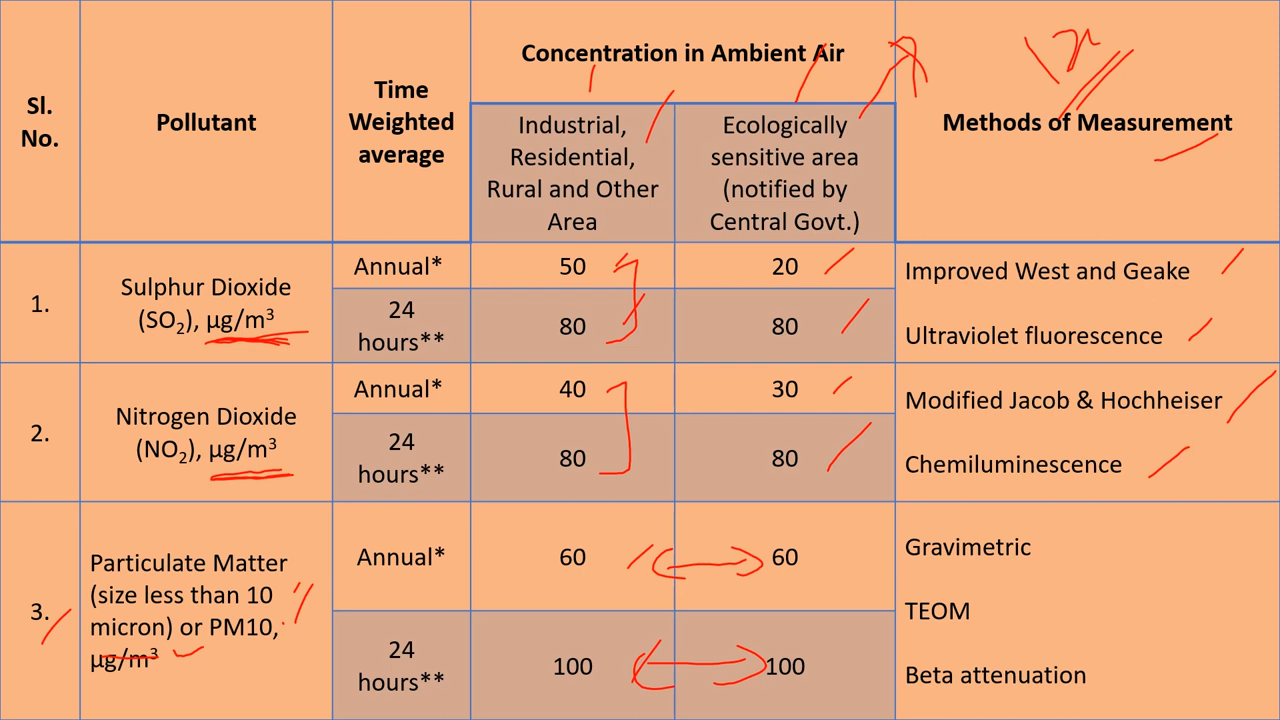 Sl.
No.
Pollutant
Time
Weighted
average
Concentration in Ambient Air
Industrial,
Residential,
Rural and Other
Area
Ecologically
sensitive area
(notified by
Central Govt.)
Methods of Measurement
1.
Sulphur Dioxide
(SO₂), µg/m³
Annual*
50
20
24
hours**
80
80
Improved West and Geake
Ultraviolet fluorescence
2.
Nitrogen Dioxide
(NO₂), µg/m³
Annual*
40
30
24
hours**
80
80
Modified Jacob & Hochheiser
Chemiluminescence
3.
Particulate Matter
(size less than 10
micron) or PM10,
µg/m³
Annual*
60
60
24
hours**
100
100
Gravimetric
TEOM
Beta attenuation